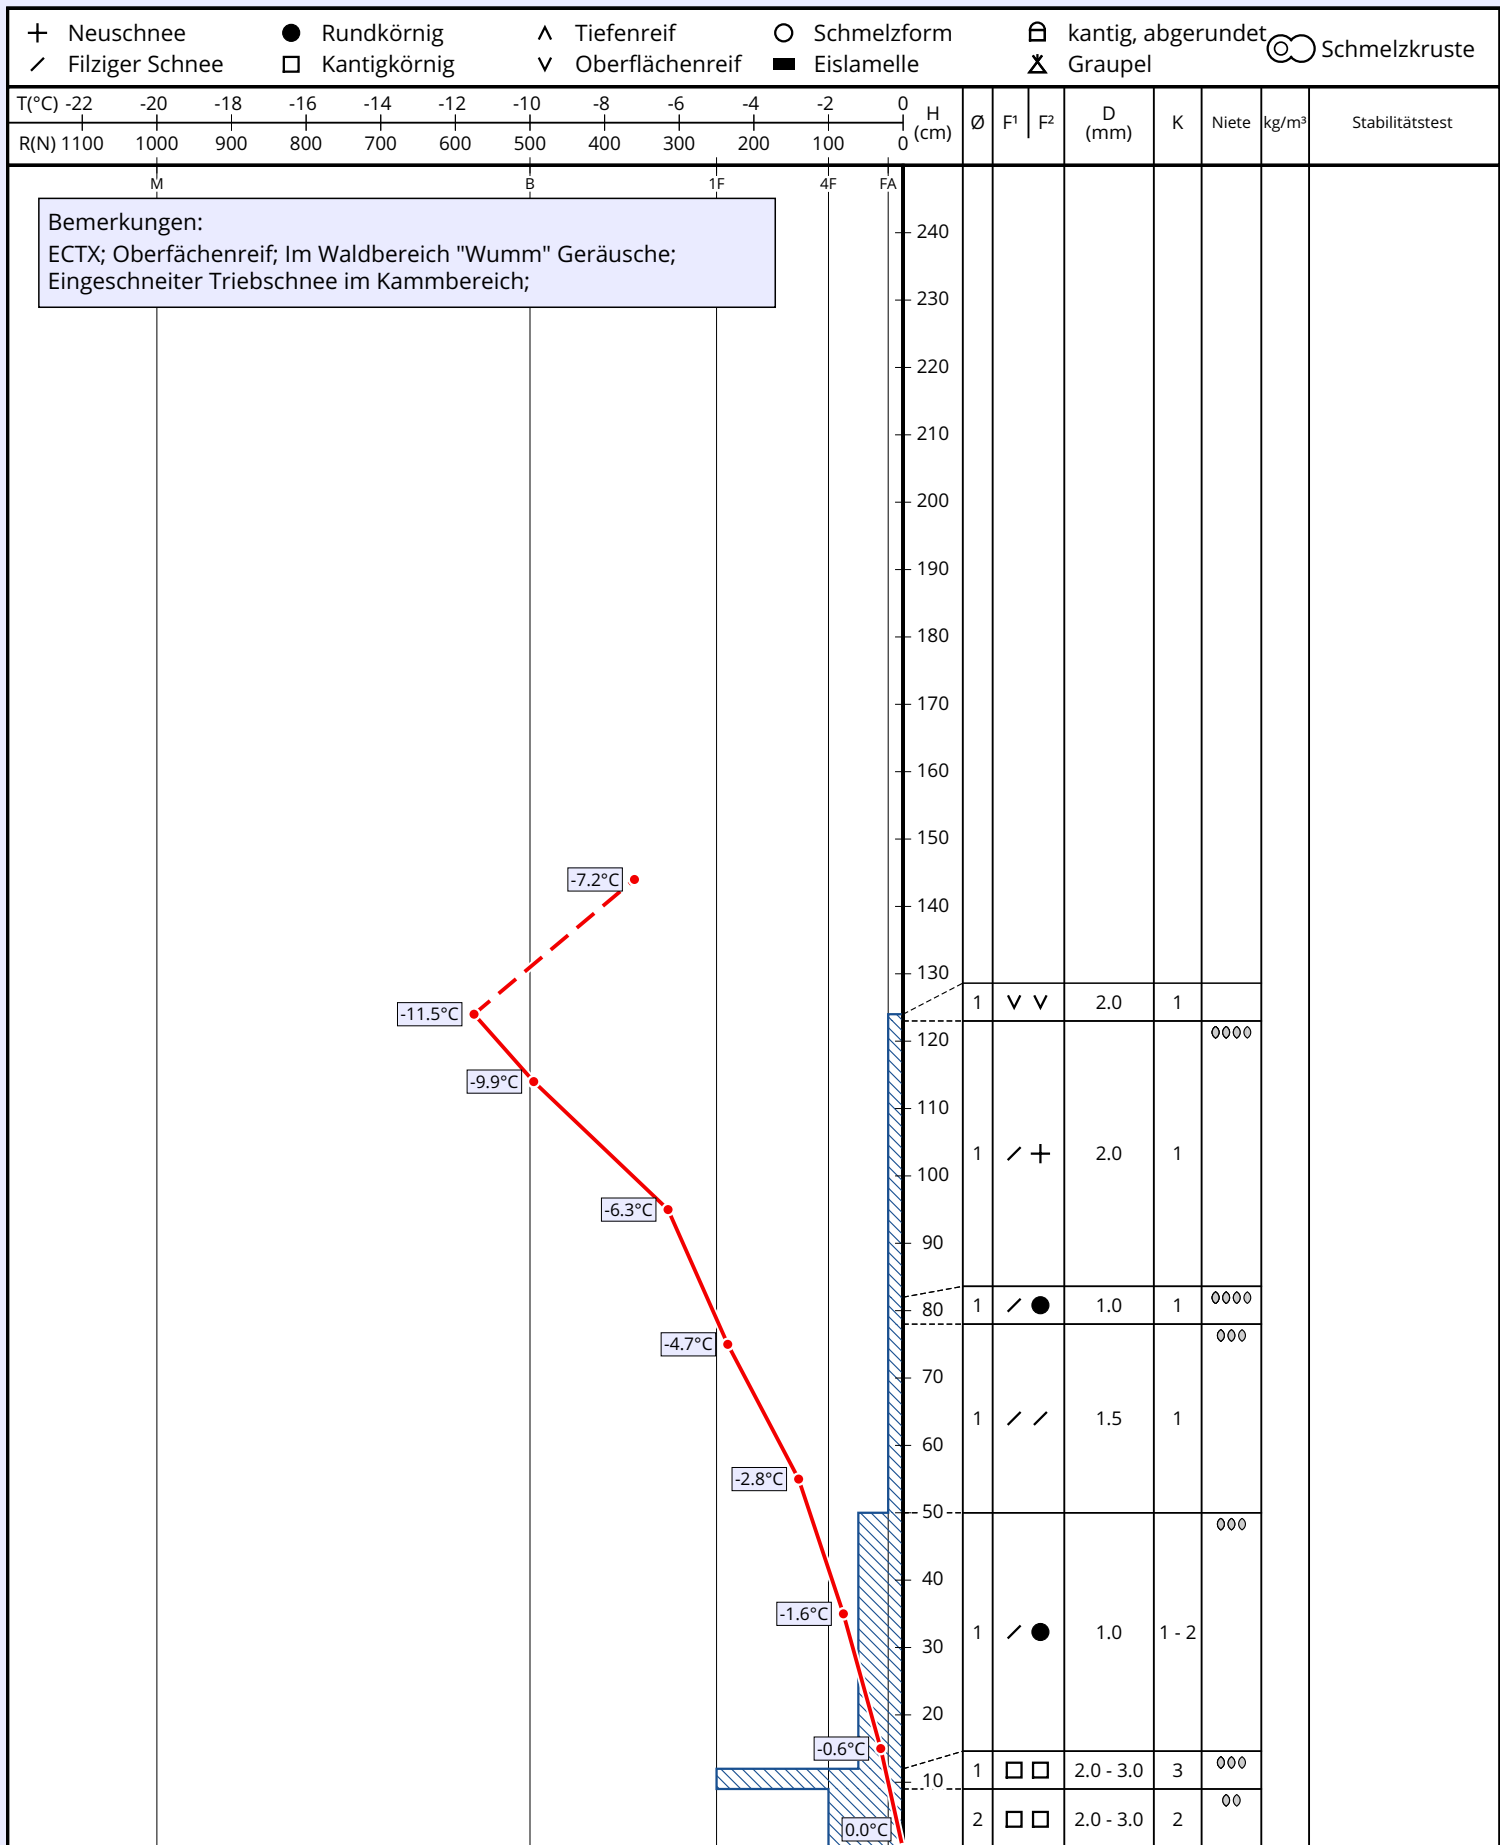 Neuschnee Rundkörnig Tiefenreif Schmelzform kantig, abgerundet Schmelzkruste
Filziger Schnee Kantigkörnig Oberflächenreif Eislamelle Graupel
T(°C) -22 -20 -18 -16 -14 -12 -10 -8 -6 -4 -2 0
R(N) 1100 1000 900 800 700 600 500 400 300 200 100 0
H (cm) Ø F¹ F² D (mm) K Niete kg/m³ Stabilitätstest
M B 1F 4F FA
Bemerkungen:
ECTX; Oberfächenreif; Im Waldbereich "Wumm" Geräusche;
Eingeschneiter Triebschnee im Kammbereich;
240
230
220
210
200
190
180
170
160
150
-7.2°C
140
130
1 2.0 1
-11.5°C
120
-9.9°C
110
1 2.0 1
100
-6.3°C
90
80 1 1.0 1
-4.7°C
70
1 1.5 1
60
-2.8°C
50
40
-1.6°C
1 1.0 1 - 2
30
20
-0.6°C
1 2.0 - 3.0 3
10
2 2.0 - 3.0 2
0.0°C